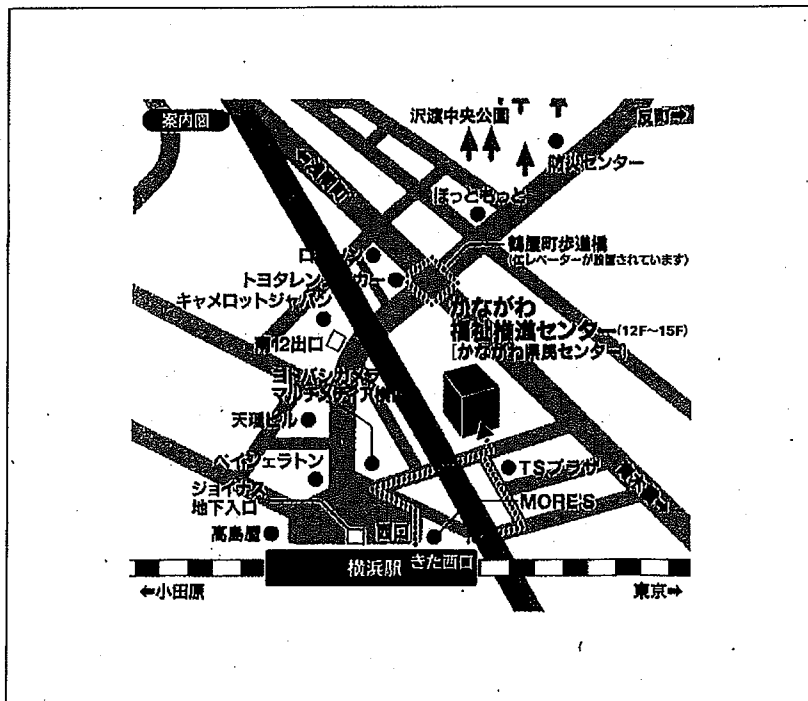 案内図
沢渡中央公園
反町⇒
防災センター
ほっともっと
鶴屋町歩道橋
(エレベーターが設置されています)
トヨタレンタカー
キャメロットジャパン
かながわ
福祉推進センター(12F〜15F)
[かながわ県民センター]
南12出口
ヨドバシカメラ
天理ビル
ベイシェラトン
TSプラザ
ジョイナス
地下入口
MORE'S
高島屋
西口
きた西口
横浜駅
←小田原
東京➡